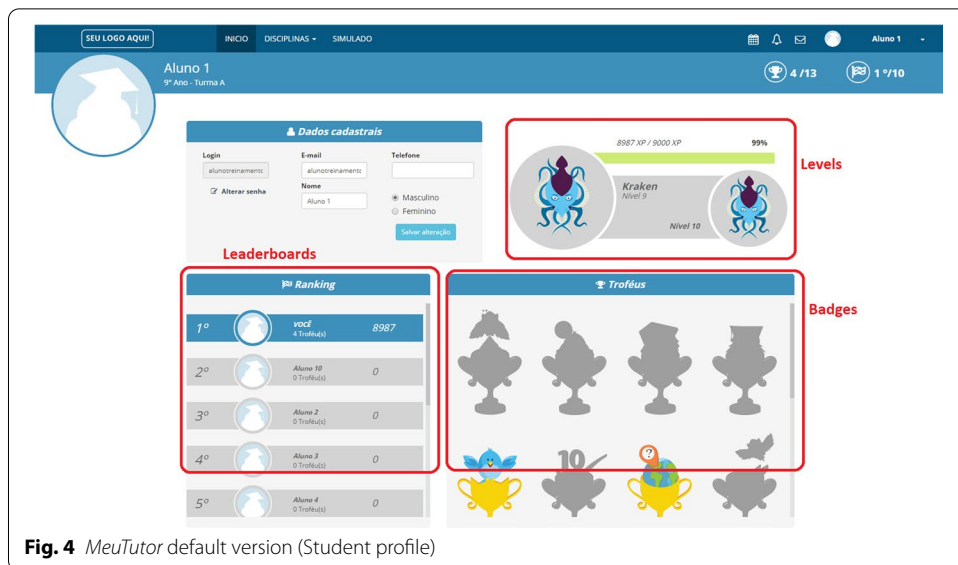 SEU LOGO AQUI!
INICIO DISCIPLINAS SIMULADO
Aluno 1
Aluno 1
9º Ano - Turma A
4 /13
1 º/10
Dados cadastrais
Login
alunotreinamento
Alterar senha
E-mail
alunotreinamento
Nome
Aluno 1
Telefone
Masculino
Feminino
Salvar alteração
8987 XP / 9000 XP
99%
Kraken
Nível 9
Nível 10
Levels
Leaderboards
Ranking
1º
VOCÊ
4 Troféu(s)
8987
2º
Aluno 10
0 Troféu(s)
0
3º
Aluno 2
0 Troféu(s)
0
4º
Aluno 3
0 Troféu(s)
0
5º
Aluno 4
0 Troféu(s)
0
Troféus
Badges
10
?
Fig. 4 MeuTutor default version (Student profile)